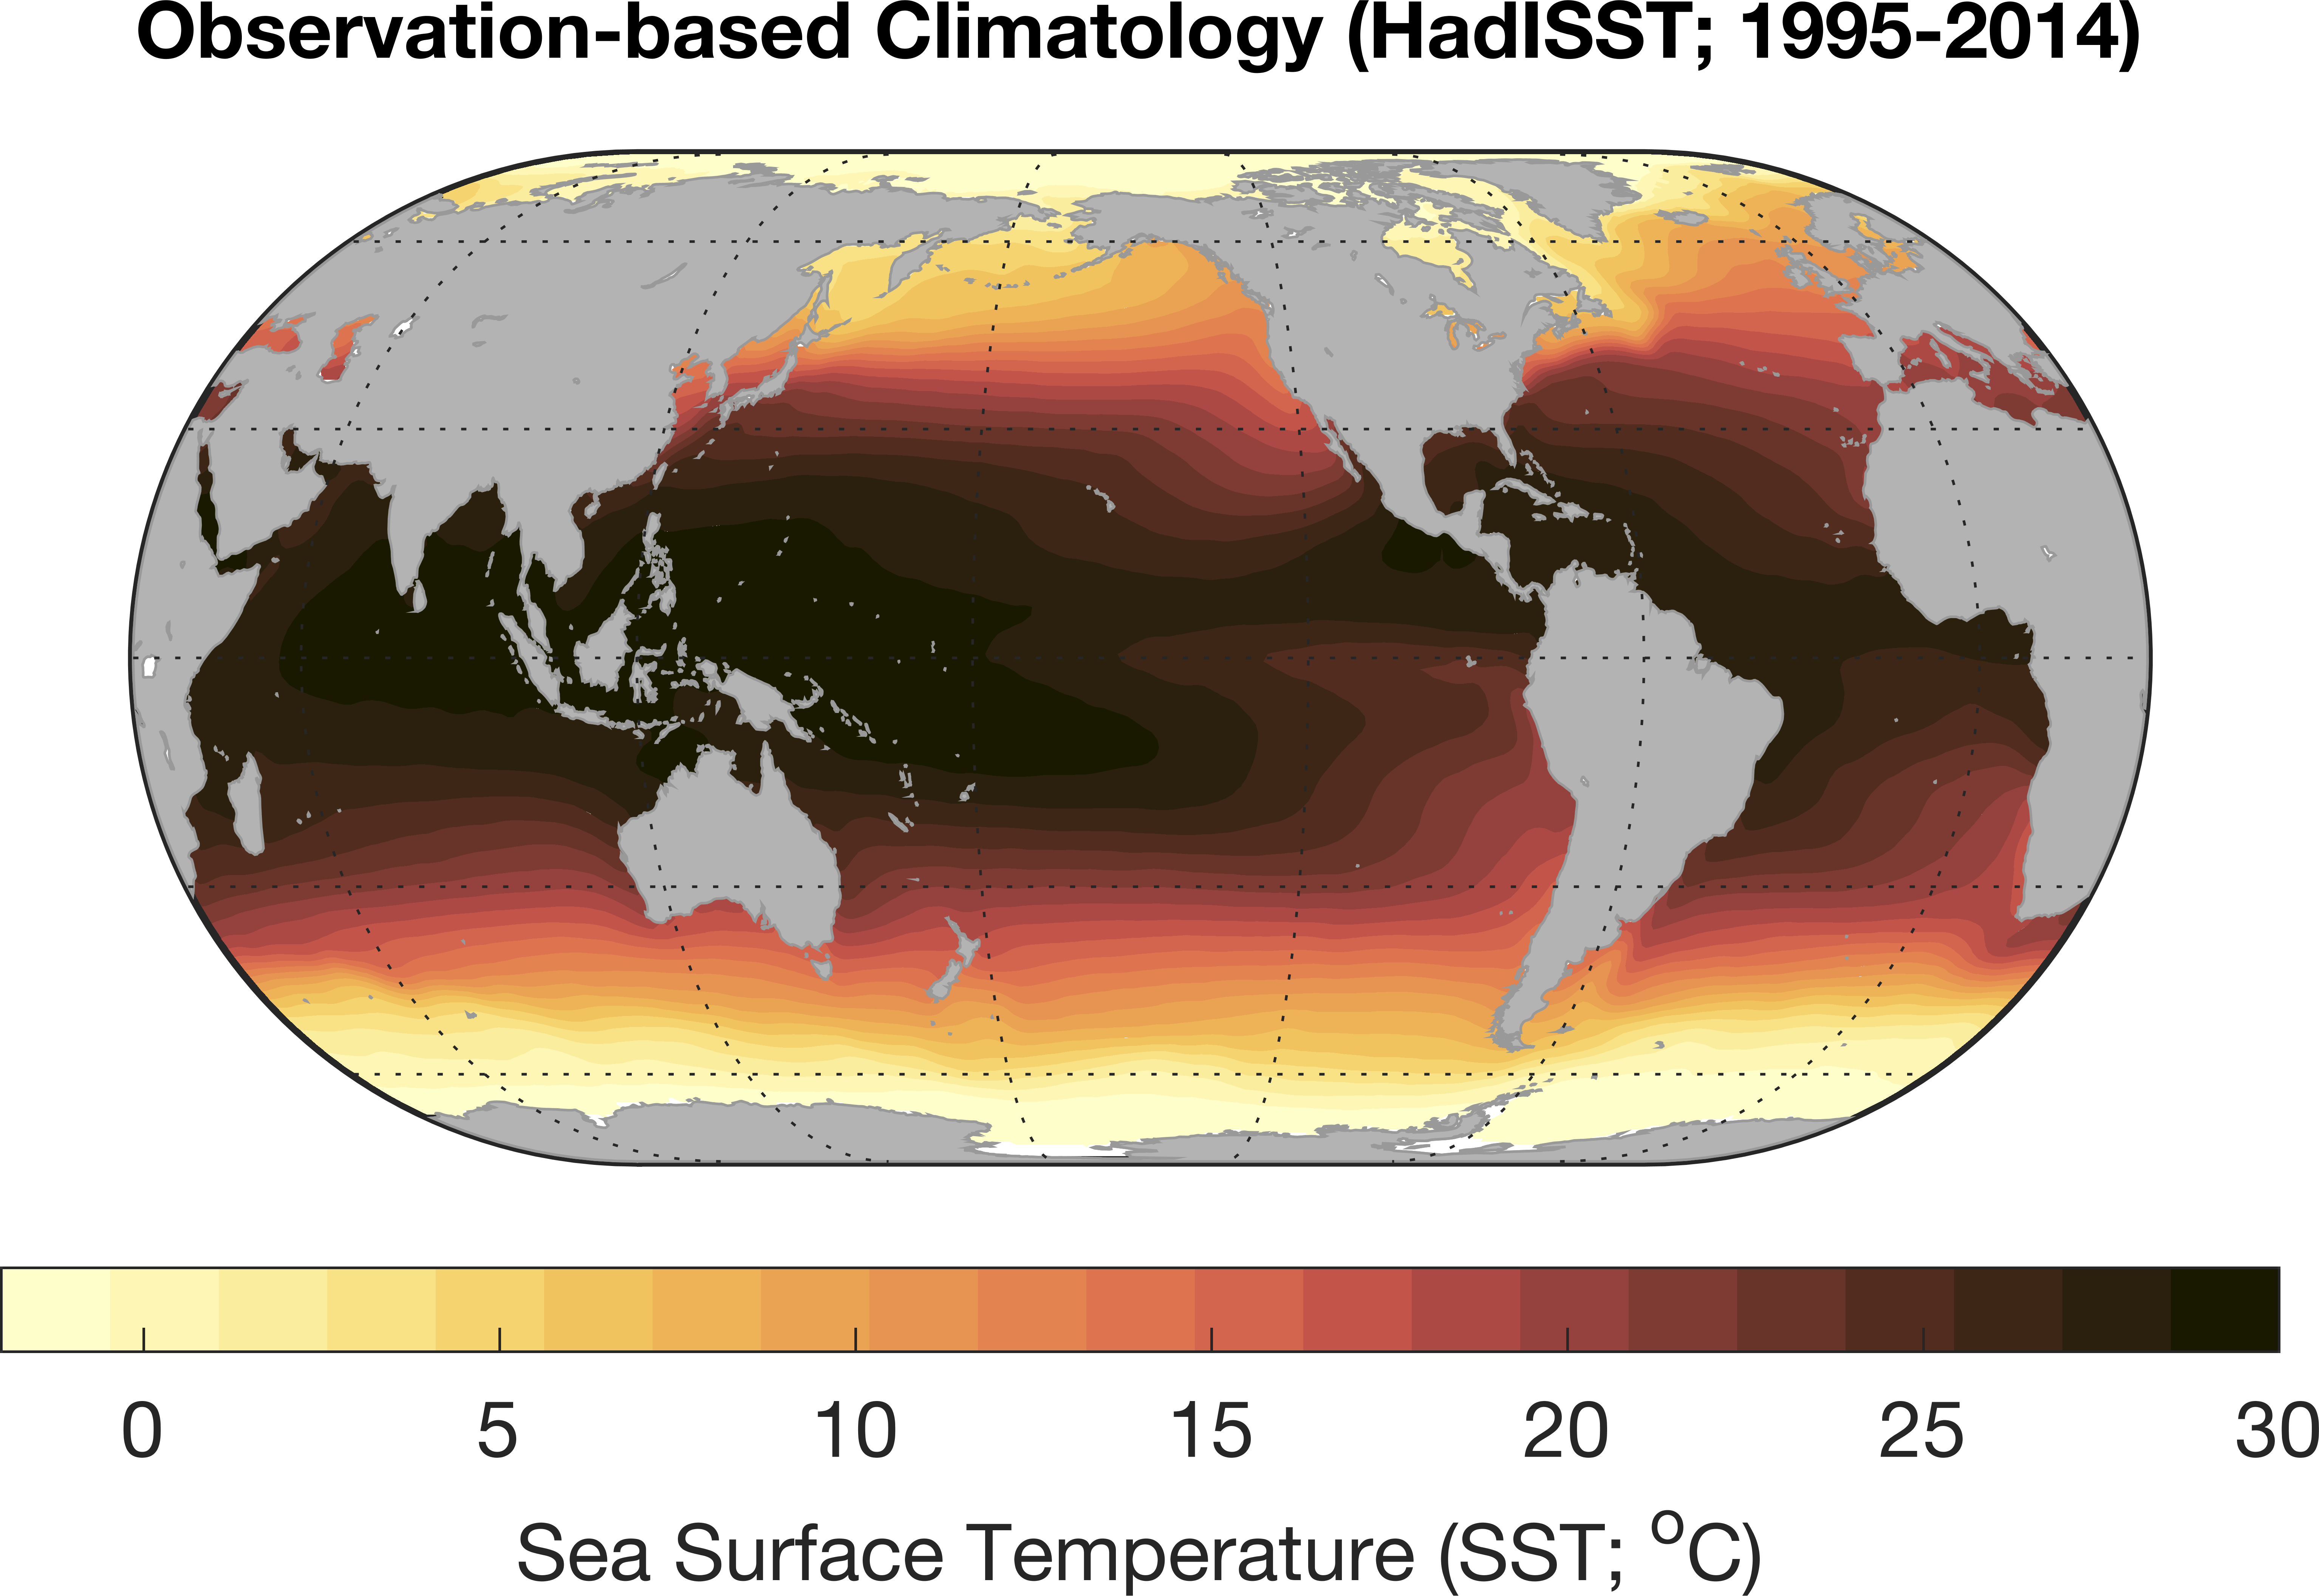 Observation-based Climatology (HadISST; 1995-2014)
0 5 10 15 20 25 30
Sea Surface Temperature (SST; °C)